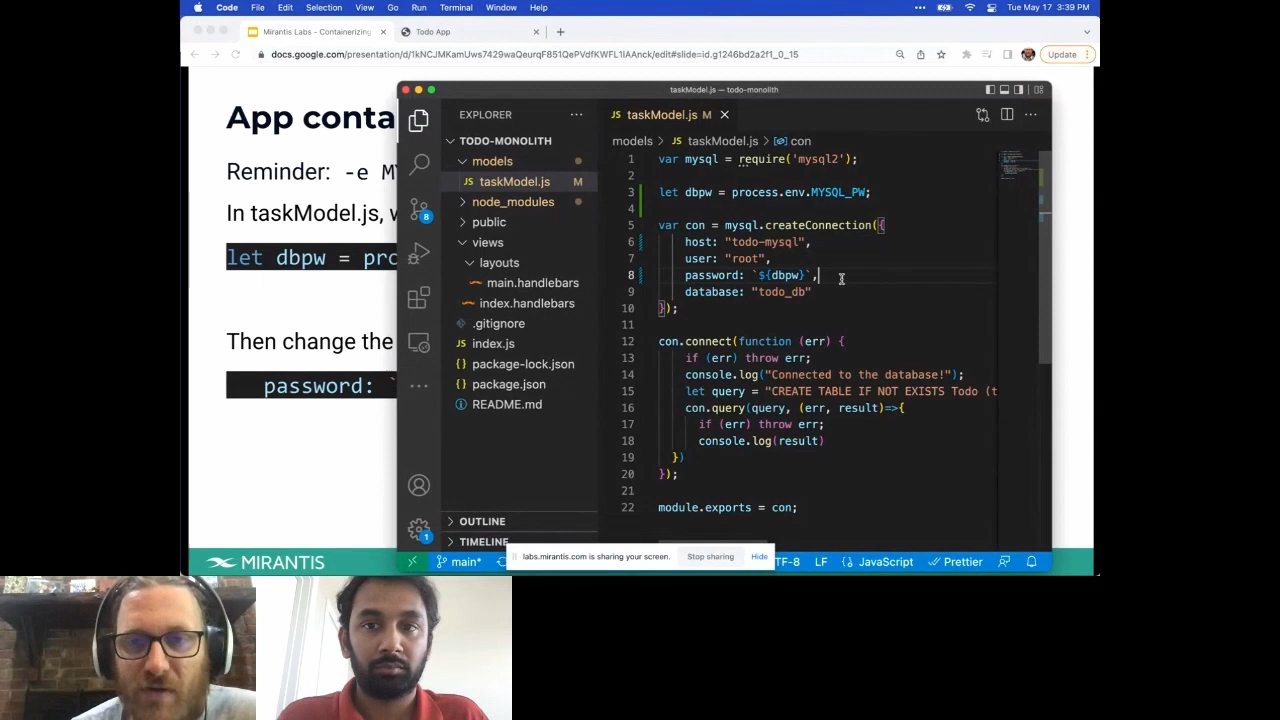 Code File Edit Selection View Go Run Terminal Window Help
Tue May 17 3:39 PM
Mirantis Labs - Containerizing
Todo App
docs.google.com/presentation/d/1kNCJMKamUws7429waQeurqF851QePVdfKWFL1IAAnck/edit#slide=id.g1246bd2a2f1_0_15
Update
App conta
Reminder: -e M
In taskModel.js, w
let dbpw = pro
Then change the
password: `
MIRANTIS
taskModel.js — todo-monolith
EXPLORER
TODO-MONOLITH
models
JS taskModel.js M
node_modules
public
views
layouts
main.handlebars
index.handlebars
.gitignore
JS index.js
{} package-lock.json
{} package.json
README.md
OUTLINE
TIMELINE
8
1
JS taskModel.js M
models > JS taskModel.js > con
1 var mysql = require('mysql2');
2
3 let dbpw = process.env.MYSQL_PW;
4
5 var con = mysql.createConnection({
6 host: "todo-mysql",
7 user: "root",
8 password: `${dbpw}`,
9 database: "todo_db"
10 });
11
12 con.connect(function (err) {
13 if (err) throw err;
14 console.log("Connected to the database!");
15 let query = "CREATE TABLE IF NOT EXISTS Todo (t
16 con.query(query, (err, result)=>{
17 if (err) throw err;
18 console.log(result)
19 })
20 });
21
22 module.exports = con;
labs.mirantis.com is sharing your screen. Stop sharing Hide
main* TF-8 LF {} JavaScript Prettier